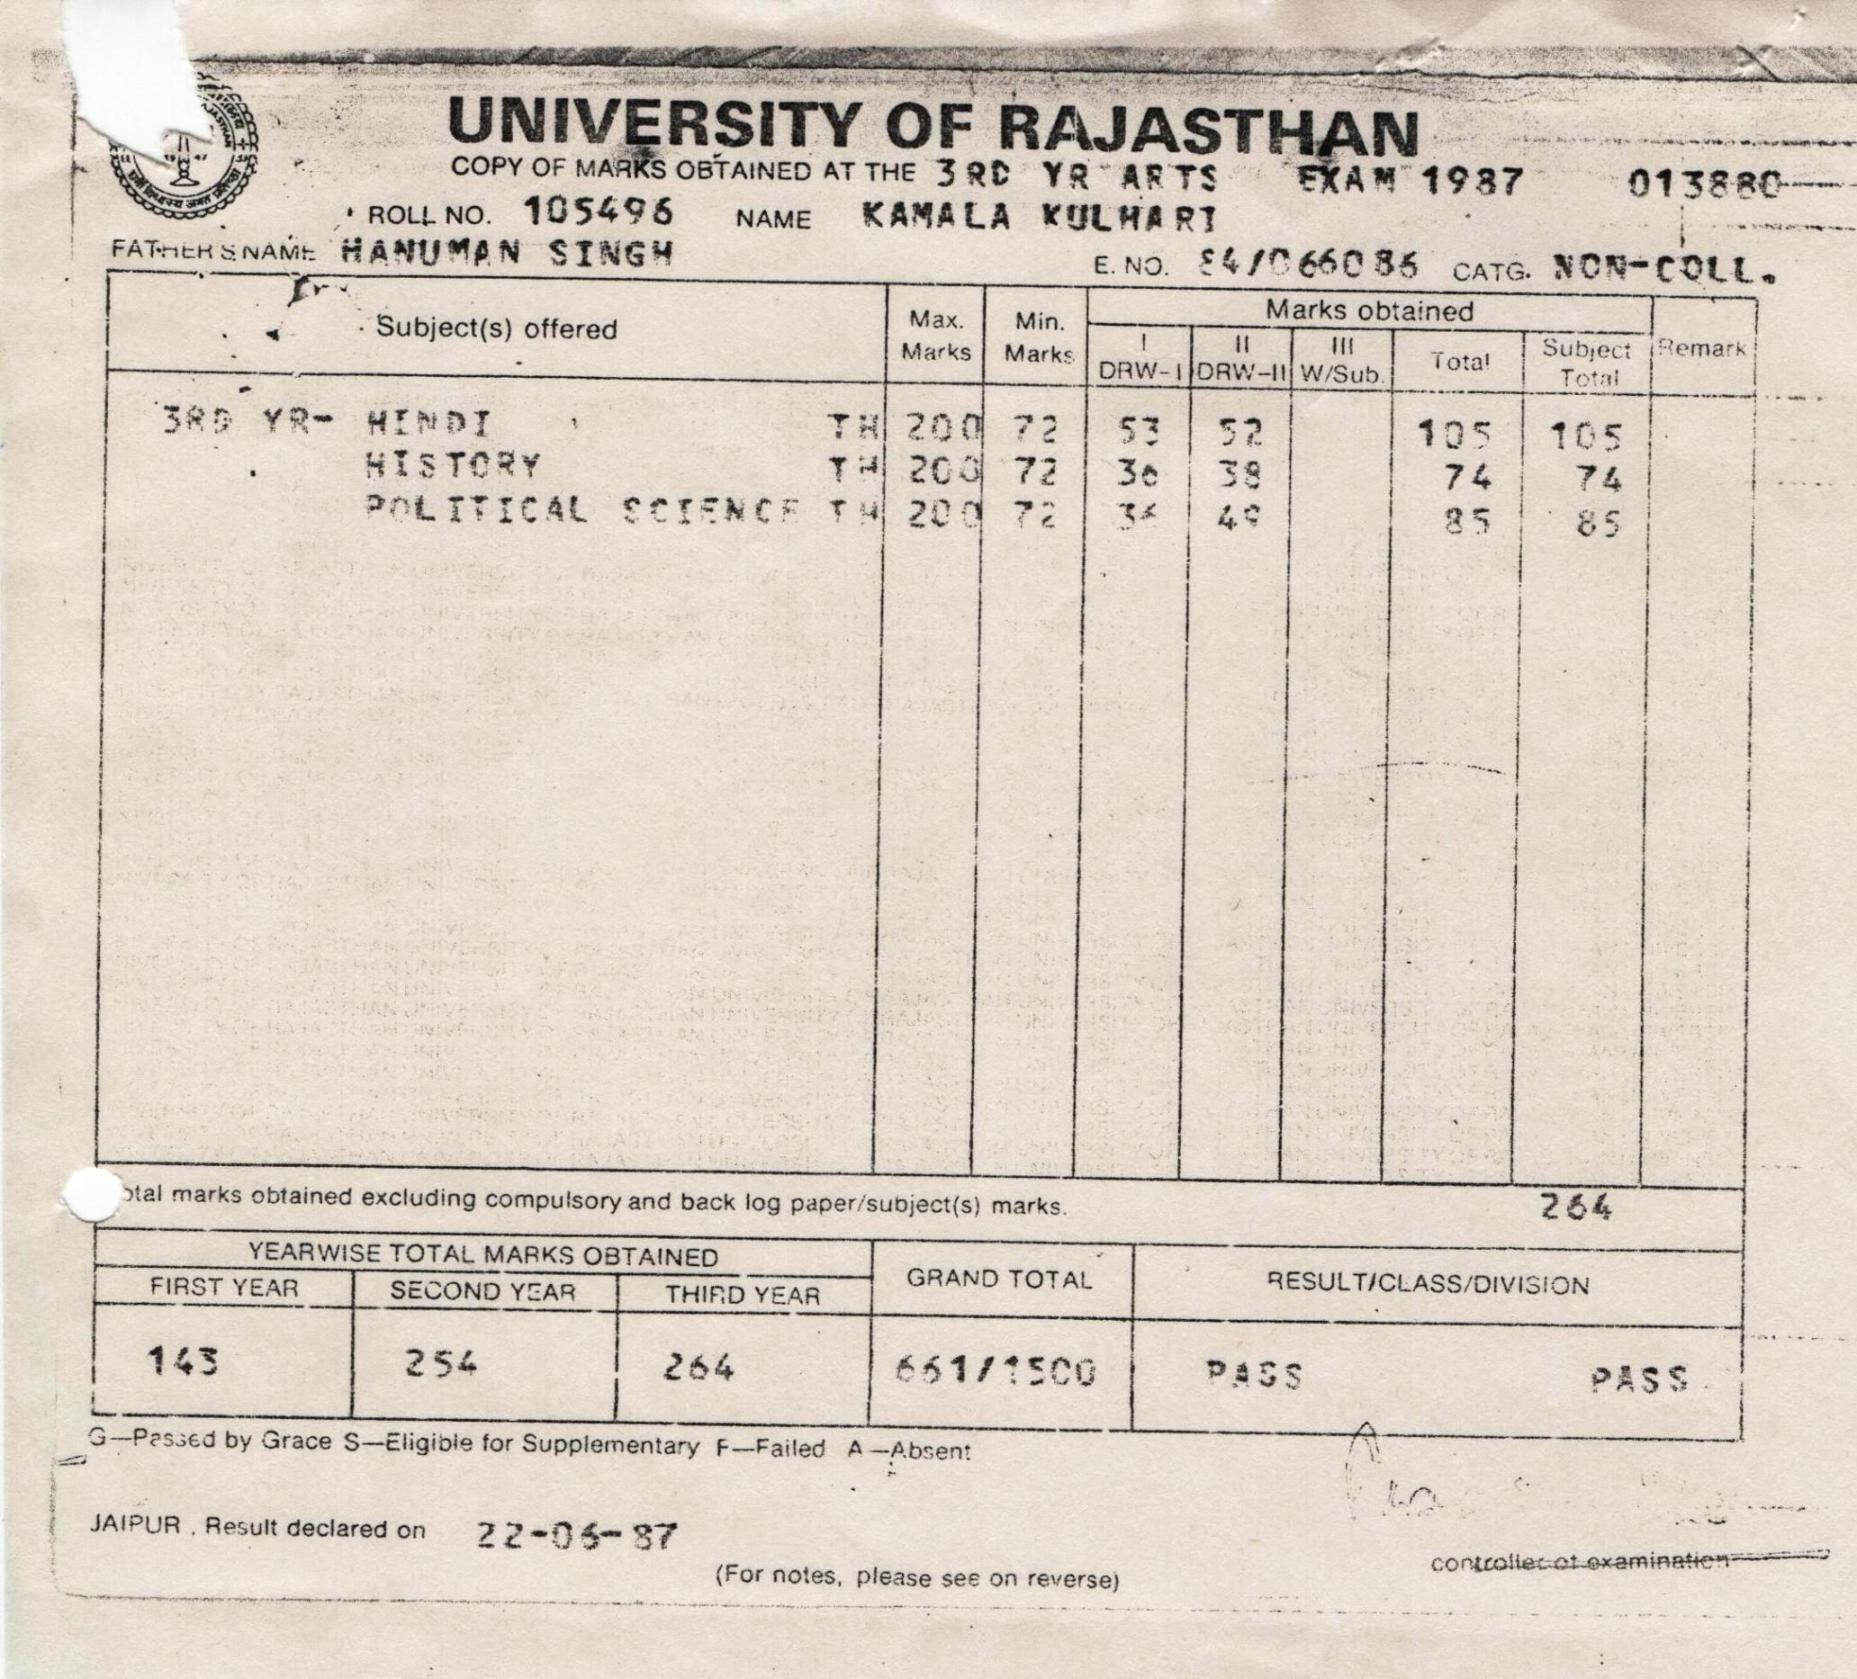 UNIVERSITY OF RAJASTHAN
COPY OF MARKS OBTAINED AT THE 3RD YR ARTS EXAM 1987 013880
ROLL NO. 105496 NAME KAMALA KULHARI
FATHER'S NAME HANUMAN SINGH E. NO. 84/066086 CATG. NON-COLL.
Subject(s) offered Max. Marks Min. Marks Marks obtained Remark
I DRW-I II DRW-II III W/Sub. Total Subject Total
3RD YR- HINDI TH 200 72 53 52 105 105
HISTORY TH 200 72 36 38 74 74
POLITICAL SCIENCE TH 200 72 36 49 85 85
otal marks obtained excluding compulsory and back log paper/subject(s) marks. 264
YEARWISE TOTAL MARKS OBTAINED GRAND TOTAL RESULT/CLASS/DIVISION
FIRST YEAR SECOND YEAR THIRD YEAR
143 254 264 661/1500 PASS PASS
G—Passed by Grace S—Eligible for Supplementary F—Failed A—Absent
JAIPUR. Result declared on 22-06-87
controller of examination
(For notes, please see on reverse)